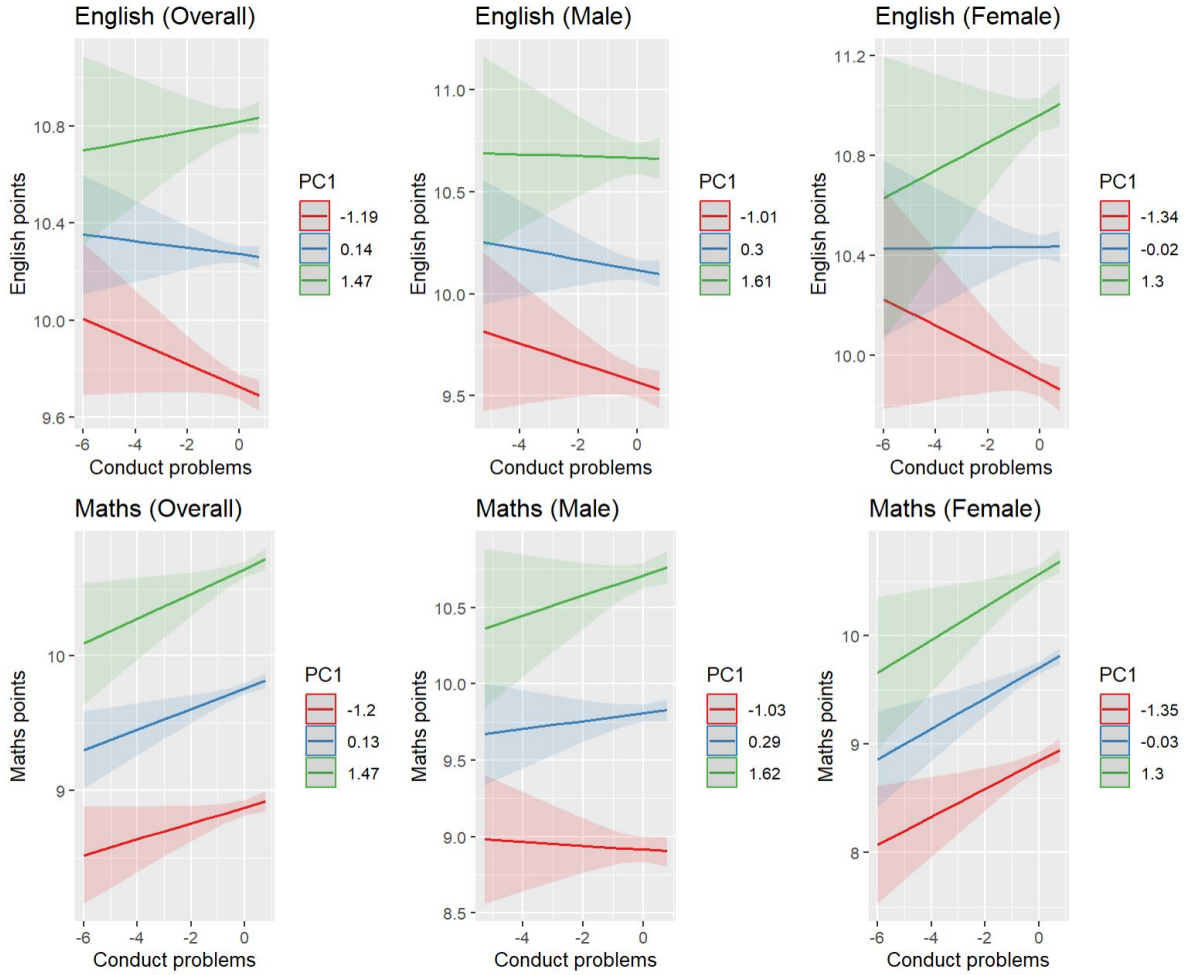 English (Overall)
English points
10.8
10.4
10.0
9.6
-6
-4
-2
0
Conduct problems
PC1
-1.19
0.14
1.47
English (Male)
English points
11.0
10.5
10.0
9.5
-4
-2
0
Conduct problems
PC1
-1.01
0.3
1.61
English (Female)
English points
11.2
10.8
10.4
10.0
-6
-4
-2
0
Conduct problems
PC1
-1.34
-0.02
1.3
Maths (Overall)
Maths points
10
9
-6
-4
-2
0
Conduct problems
PC1
-1.2
0.13
1.47
Maths (Male)
Maths points
10.5
10.0
9.5
9.0
8.5
-4
-2
0
Conduct problems
PC1
-1.03
0.29
1.62
Maths (Female)
Maths points
10
9
8
-6
-4
-2
0
Conduct problems
PC1
-1.35
-0.03
1.3